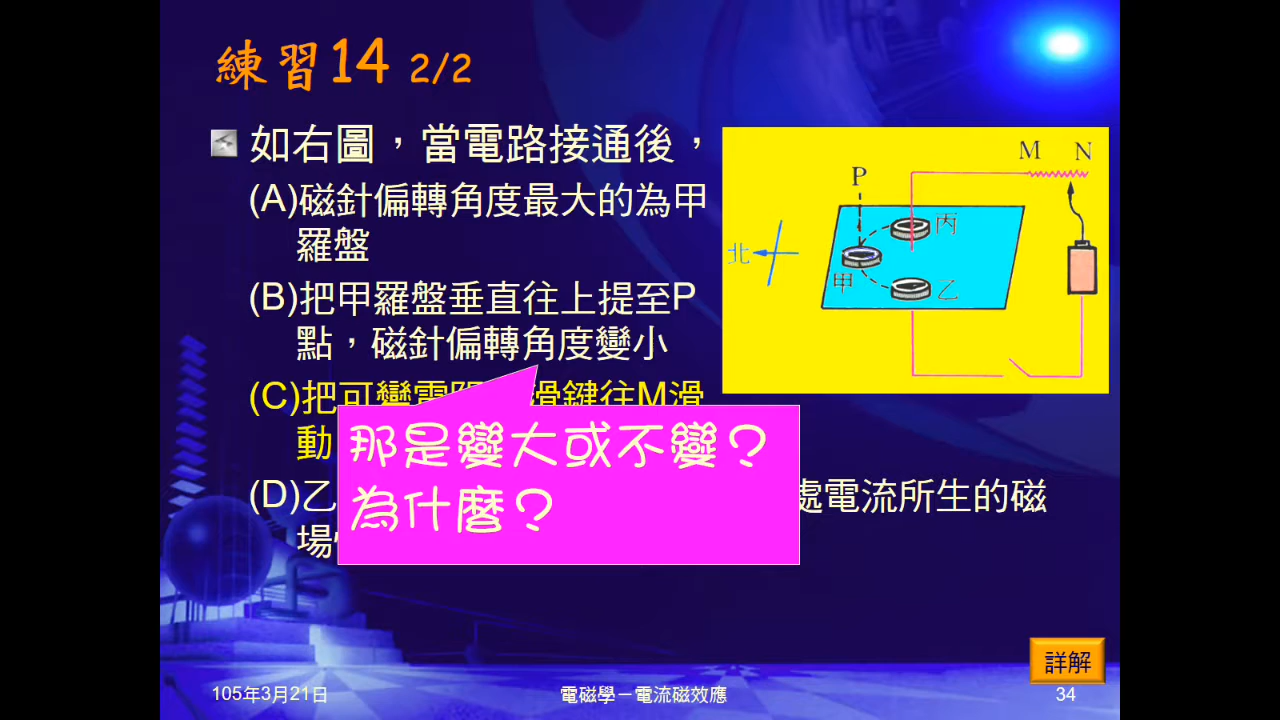 練習14 2/2
如右圖，當電路接通後，
(A)磁針偏轉角度最大的為甲
羅盤
(B)把甲羅盤垂直往上提至P
點，磁針偏轉角度變小
(C)把可變電阻滑鍵往M滑
動
(D)乙
處電流所生的磁
場
那是變大或不變？
為什麼？
M N
P
北
丙
甲
乙
詳解
105年3月21日
電磁學－電流磁效應
34